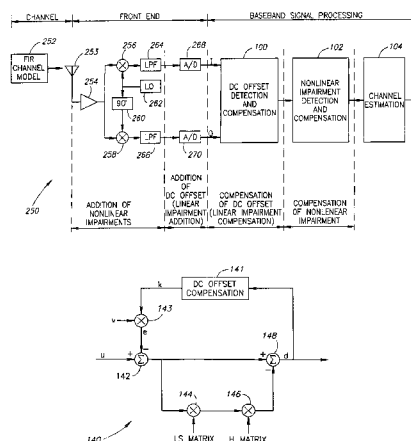 CHANNEL
FRONT END
BASEBAND SIGNAL PROCESSING
252
253
256
264
268
100
102
104
FIR
CHANNEL
MODEL
254
LPF
A/D
I
LO
90°
262
260
258
LPF
266
A/D
270
Q
DC OFFSET
DETECTION
AND
COMPENSATION
NONLINEAR
IMPAIRMENT
DETECTION AND
COMPENSATION
CHANNEL
ESTIMATION
250
ADDITION OF
NONLINEAR
IMPAIRMENTS
ADDITION
OF
DC OFFSET
(LINEAR
IMPAIRMENT
ADDITION)
COMPENSATION
OF DC OFFSET
(LINEAR IMPAIRMENT
COMPENSATION)
COMPENSATION
OF NONLENEAR
IMPAIRMENT
141
DC OFFSET
COMPENSATION
k
143
v
e
148
u
+
−
142
+
−
d
144
146
140
LS MATRIX
H MATRIX